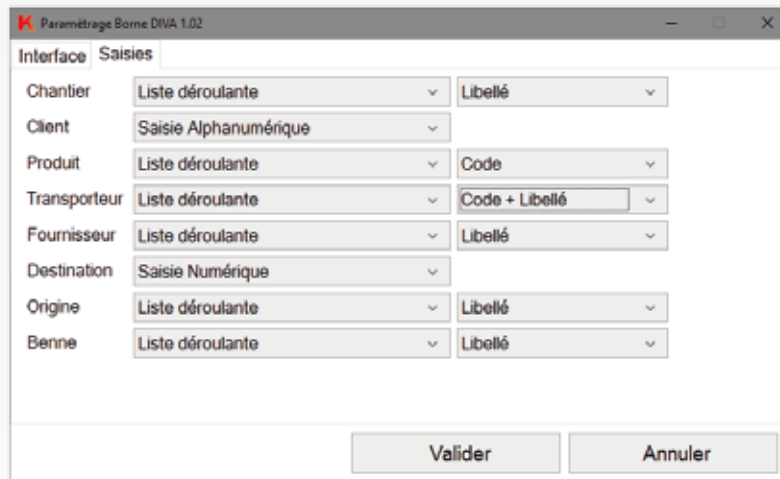 Paramétrage Borne DIVA 1.02
Interface Saisies
Chantier Liste déroulante Libellé
Client Saisie Alphanumérique
Produit Liste déroulante Code
Transporteur Liste déroulante Code + Libellé
Fournisseur Liste déroulante Libellé
Destination Saisie Numérique
Origine Liste déroulante Libellé
Benne Liste déroulante Libellé
Valider Annuler